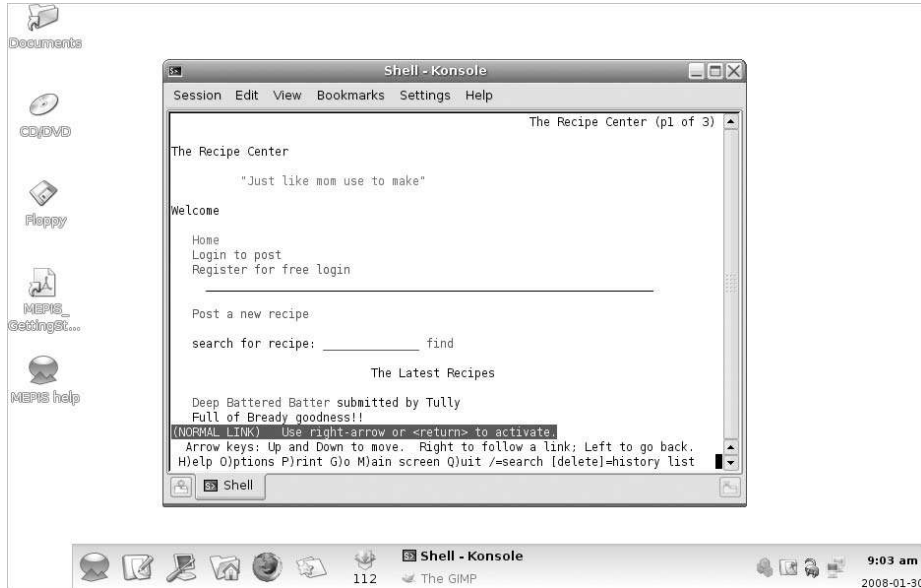 Documents
CD/DVD
Floppy
MEPIS_
GettingSt...
MEPIS help
Shell - Konsole
Session Edit View Bookmarks Settings Help
The Recipe Center (p1 of 3)
The Recipe Center
"Just like mom use to make"
Welcome
Home
Login to post
Register for free login
Post a new recipe
search for recipe: ______________ find
The Latest Recipes
Deep Battered Batter submitted by Tully
Full of Bready goodness!!
(NORMAL LINK) Use right-arrow or <return> to activate.
Arrow keys: Up and Down to move. Right to follow a link; Left to go back.
H)elp O)ptions P)rint G)o M)ain screen Q)uit /=search [delete]=history list
Shell
112
Shell - Konsole
The GIMP
9:03 am
2008-01-30